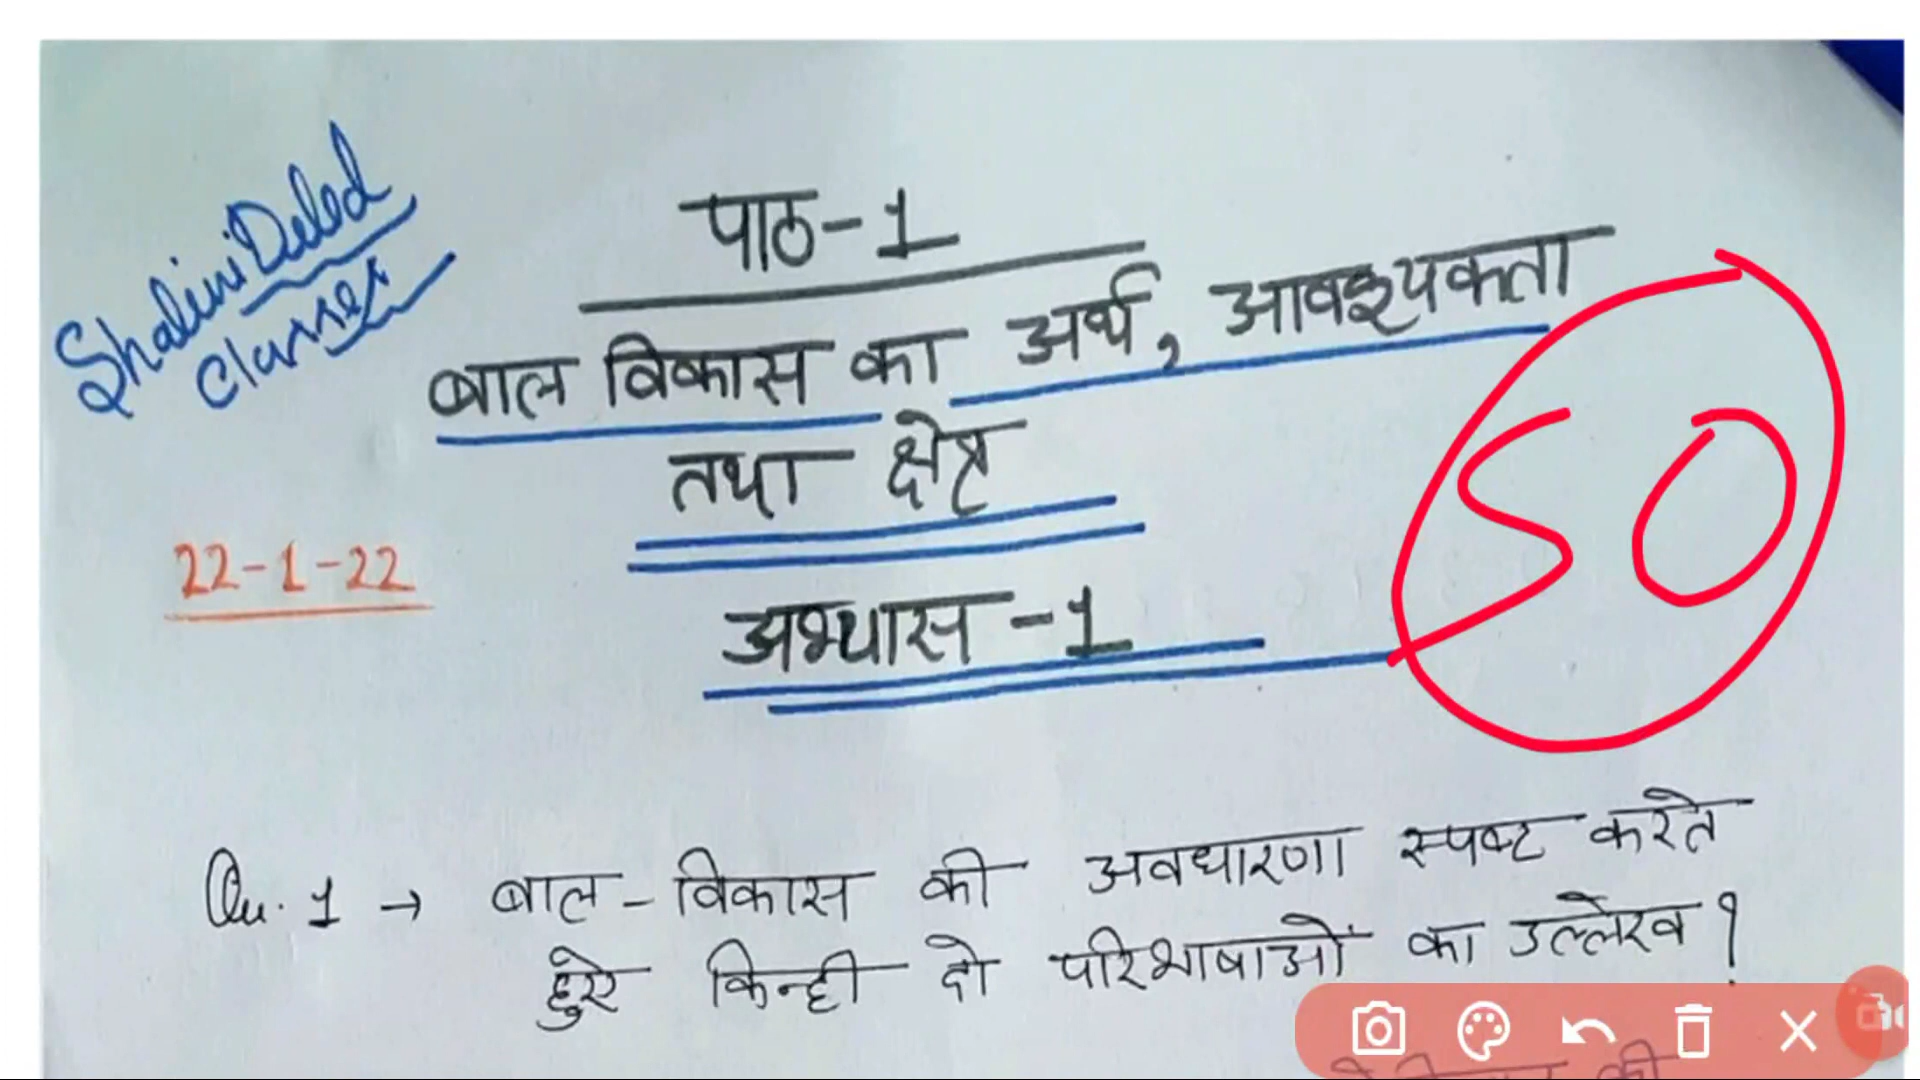 Shalini Deled
classes
पाठ-1
बाल विकास का अर्थ, आवश्यकता
तथा क्षेत्र
50
22-1-22
अभ्यास-1
Qu. 1 → बाल-विकास की अवधारणा स्पष्ट करते
हुए किन्ही दो परिभाषाओं का उल्लेख?
की